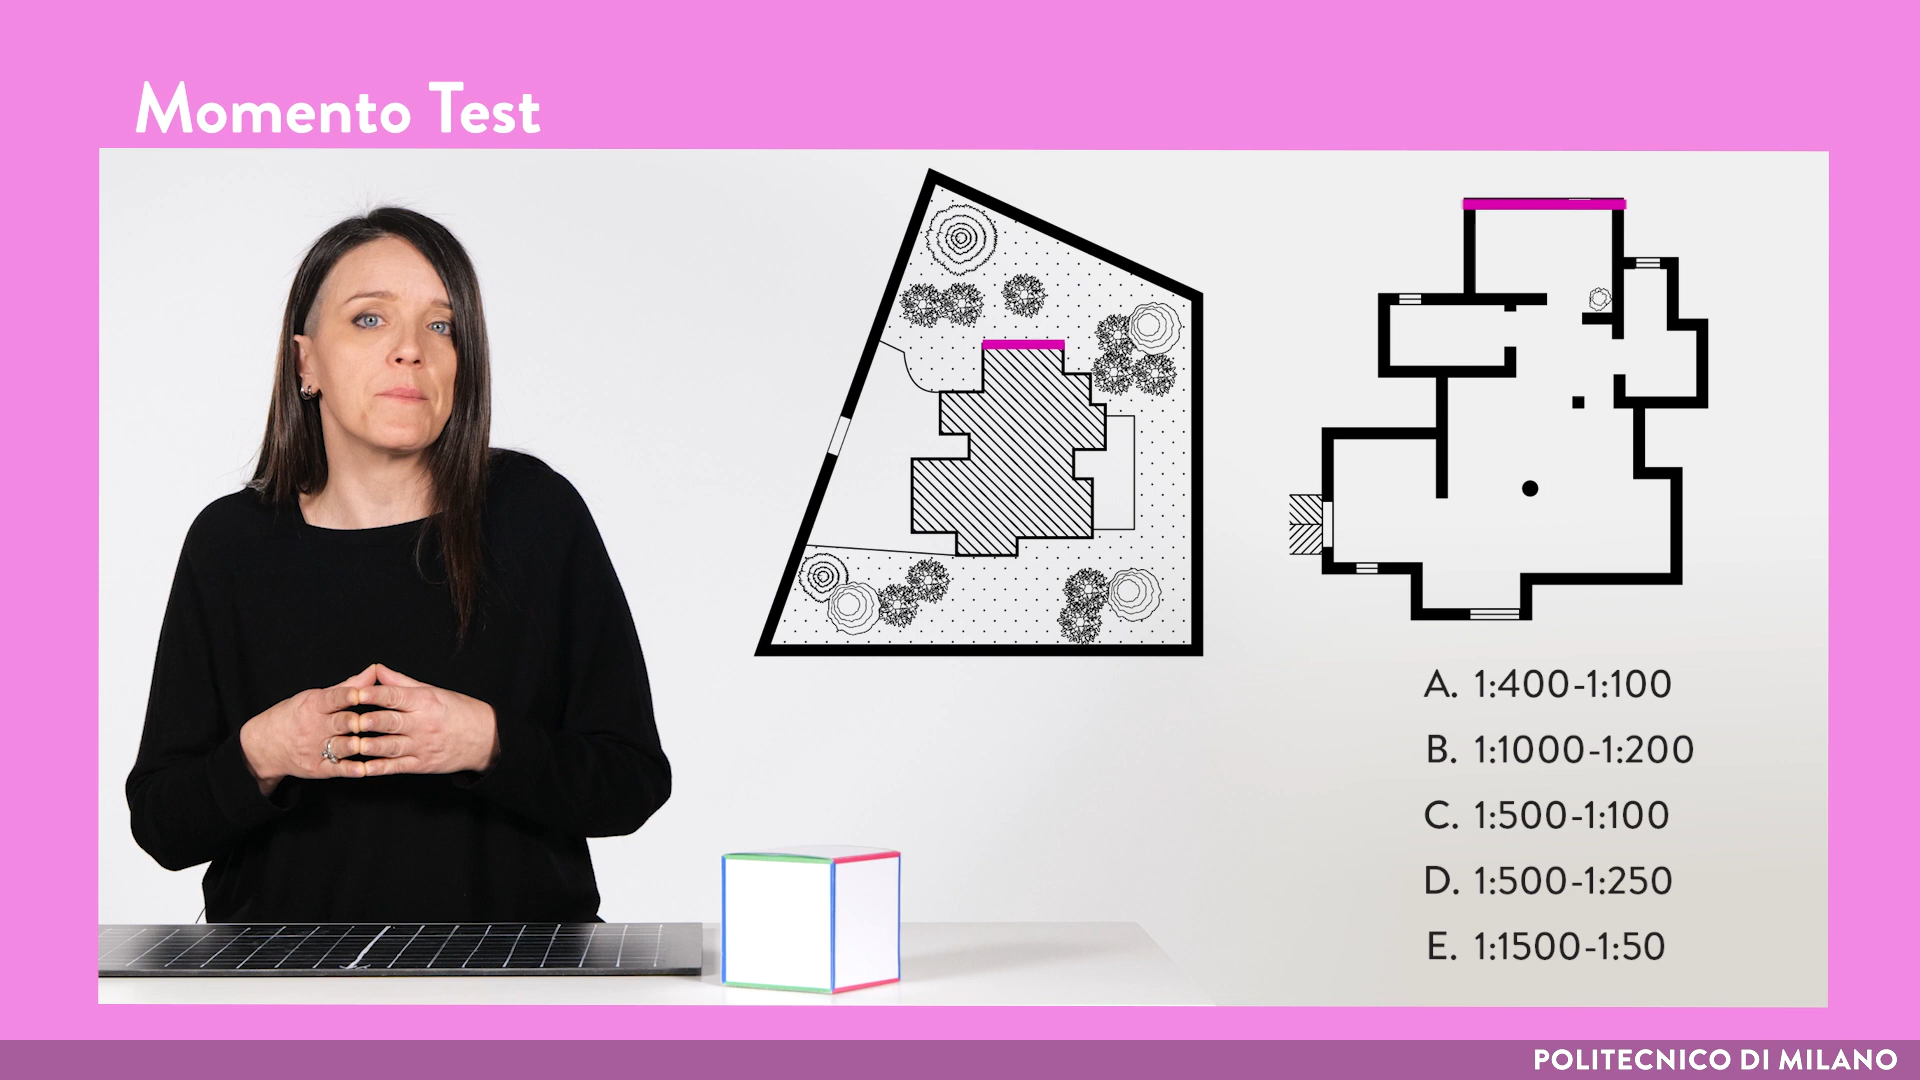 Momento Test
A. 1:400-1:100
B. 1:1000-1:200
C. 1:500-1:100
D. 1:500-1:250
E. 1:1500-1:50
POLITECNICO DI MILANO